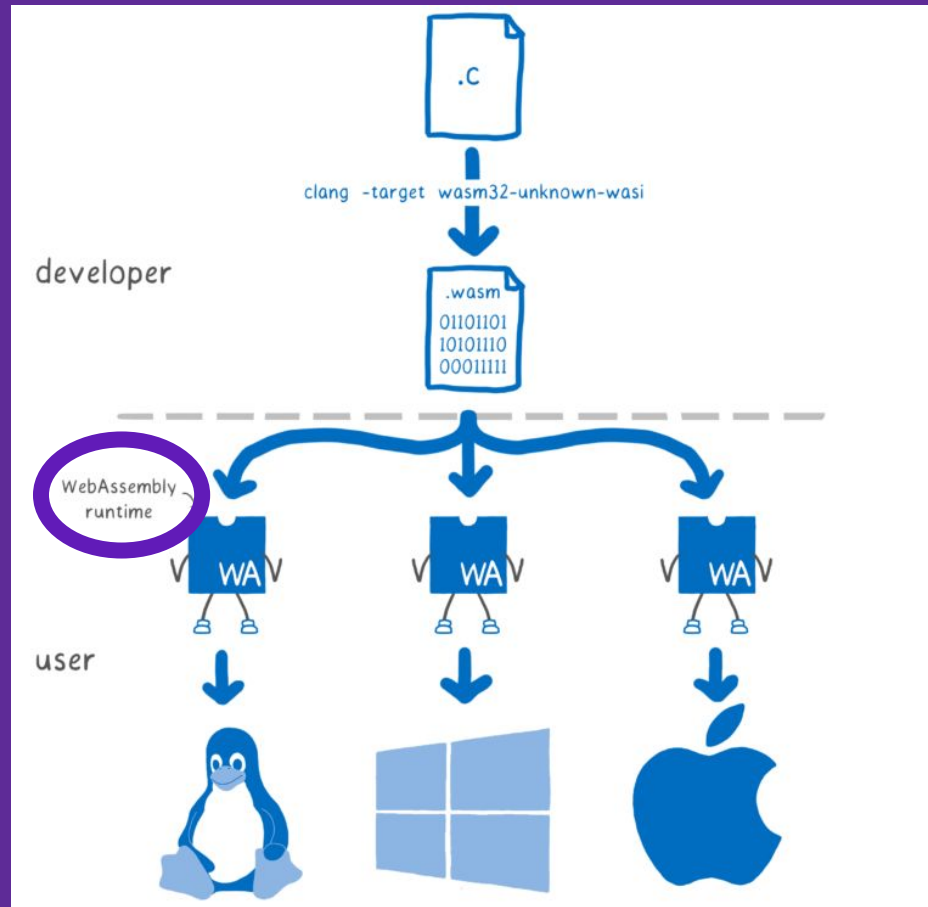 .C
clang -target wasm32-unknown-wasi
developer
.wasm
01101101
10101110
00011111
WebAssembly
runtime
WA
WA
WA
user